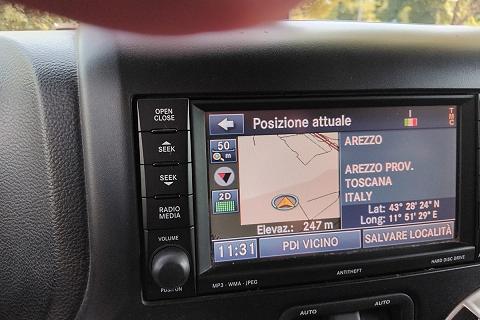 OPEN
CLOSE
SEEK
SEEK
RADIO
MEDIA
VOLUME
MP3 - WMA - JPEG
ANTITHEFT
HARD DISC DRIVE
Posizione attuale
TMC
50
m
2D
AREZZO
AREZZO PROV.
TOSCANA
ITALY
Lat: 43° 28' 24" N
Long: 11° 51' 29" E
Elevaz.: 247 m
11:31
PDI VICINO
SALVARE LOCALITÀ
AUTO
AUTO